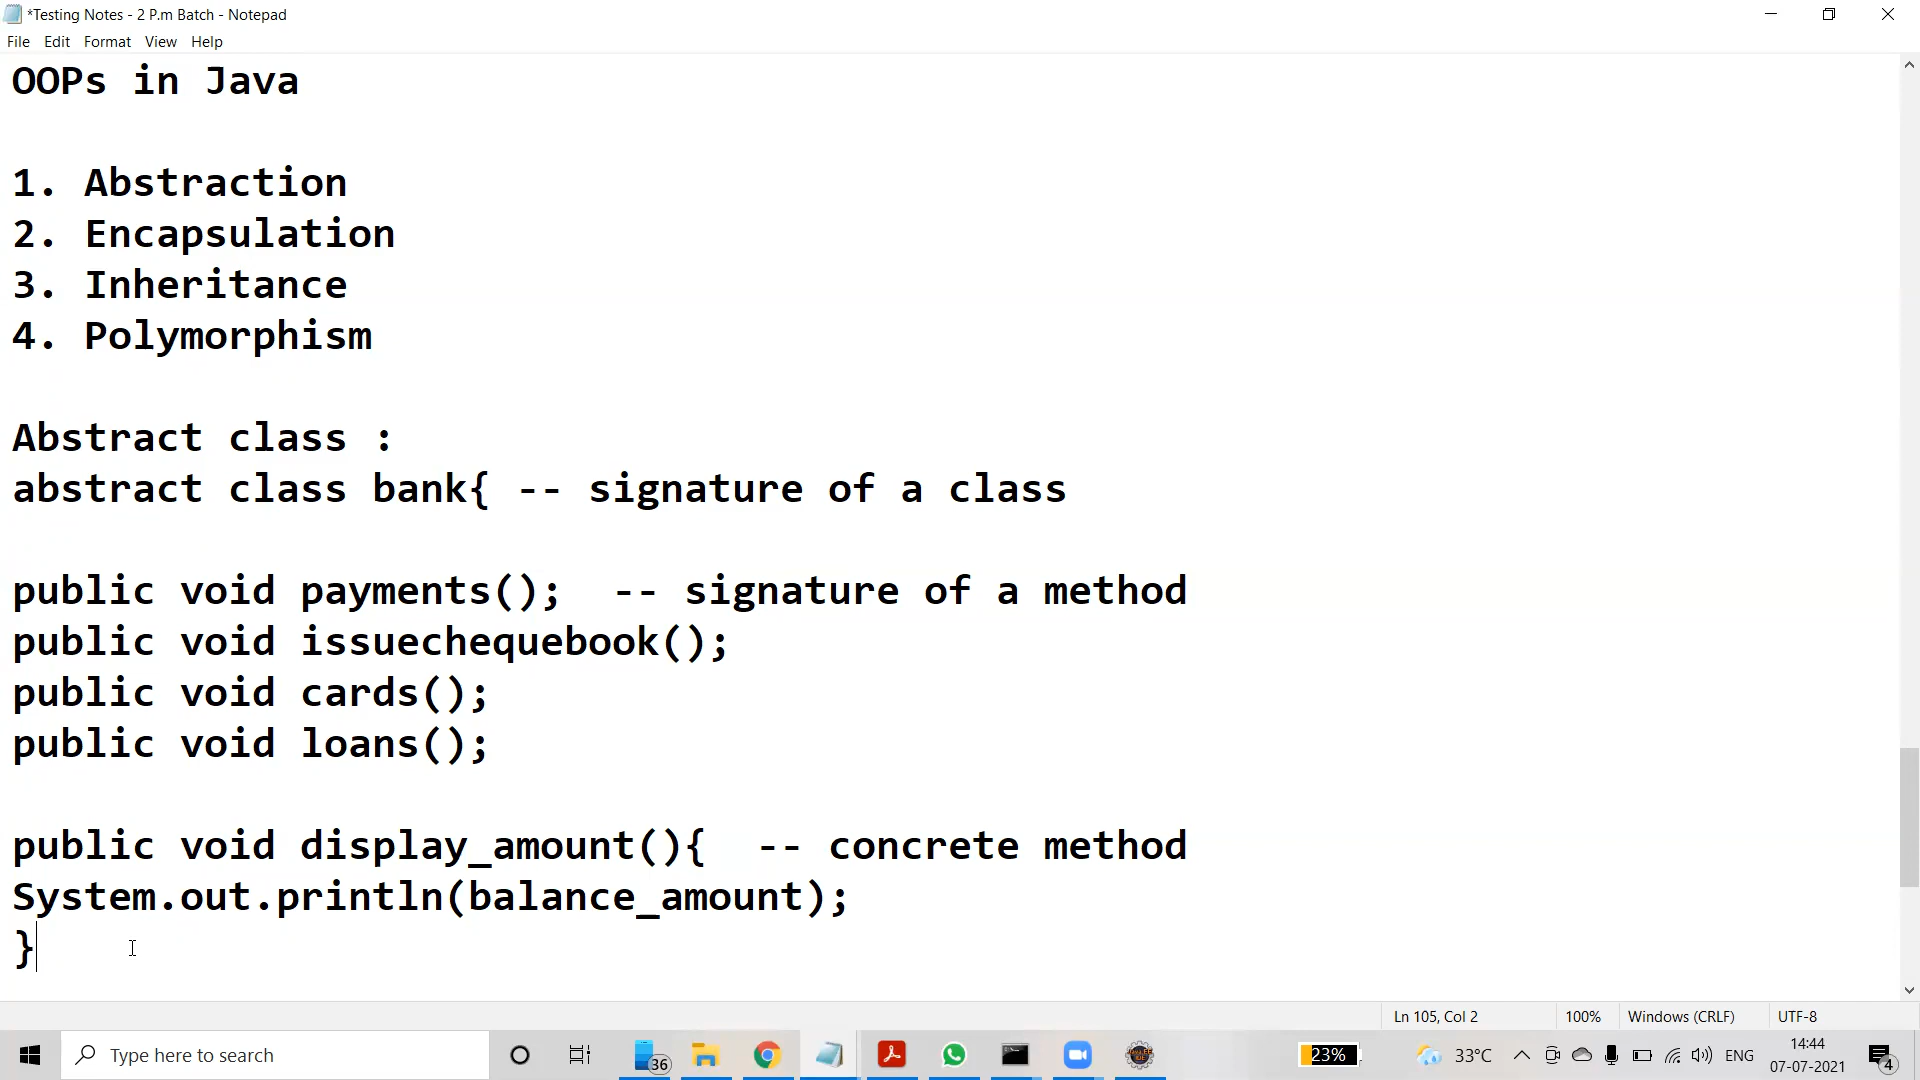 *Testing Notes - 2 P.m Batch - Notepad
File Edit Format View Help
OOPs in Java
1. Abstraction
2. Encapsulation
3. Inheritance
4. Polymorphism
Abstract class :
abstract class bank{ -- signature of a class
public void payments();  -- signature of a method
public void issuechequebook();
public void cards();
public void loans();
public void display_amount(){  -- concrete method
System.out.println(balance_amount);
}
Ln 105, Col 2 100% Windows (CRLF) UTF-8
Type here to search 36 23% 33°C ENG 14:44
07-07-2021 4